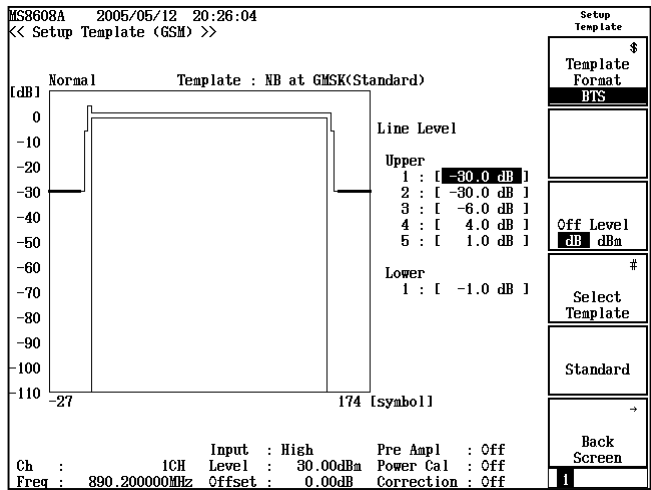 MS8608A 2005/05/12 20:26:04
<< Setup Template (GSM) >>
Normal Template : NB at GMSK(Standard)
[dB]
0
-10
-20
-30
-40
-50
-60
-70
-80
-90
-100
-110
-27 174 [symbol]
Line Level
Upper
1 : [ -30.0 dB ]
2 : [ -30.0 dB ]
3 : [ -6.0 dB ]
4 : [ 4.0 dB ]
5 : [ 1.0 dB ]
Lower
1 : [ -1.0 dB ]
Input : High Pre Ampl : Off
Ch : 1CH Level : 30.00dBm Power Cal : Off
Freq : 890.200000MHz Offset : 0.00dB Correction : Off
Setup
Template
$
Template
Format
BTS
Off Level
dB dBm
#
Select
Template
Standard
→
Back
Screen
1